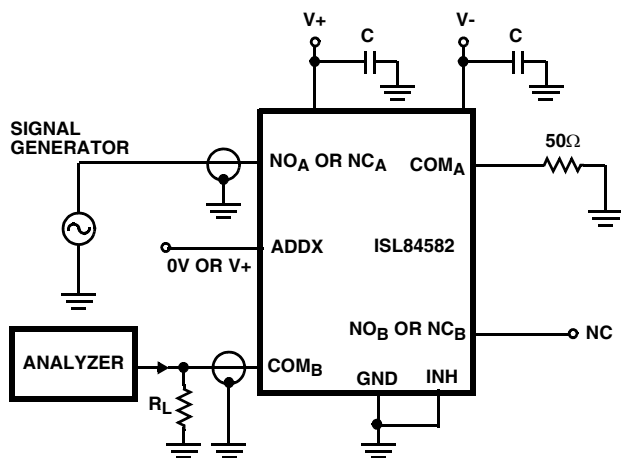 V+
C
V-
C
SIGNAL
GENERATOR
50Ω
NOA OR NCA
COMA
ADDX
ISL84582
0V OR V+
NOB OR NCB
NC
ANALYZER
COMB
GND
INH
RL